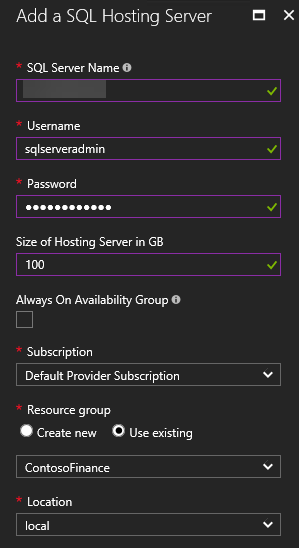 Add a SQL Hosting Server
* SQL Server Name
* Username
sqlserveradmin
* Password
••••••••••••
Size of Hosting Server in GB
100
Always On Availability Group
* Subscription
Default Provider Subscription
* Resource group
Create new Use existing
ContosoFinance
* Location
local